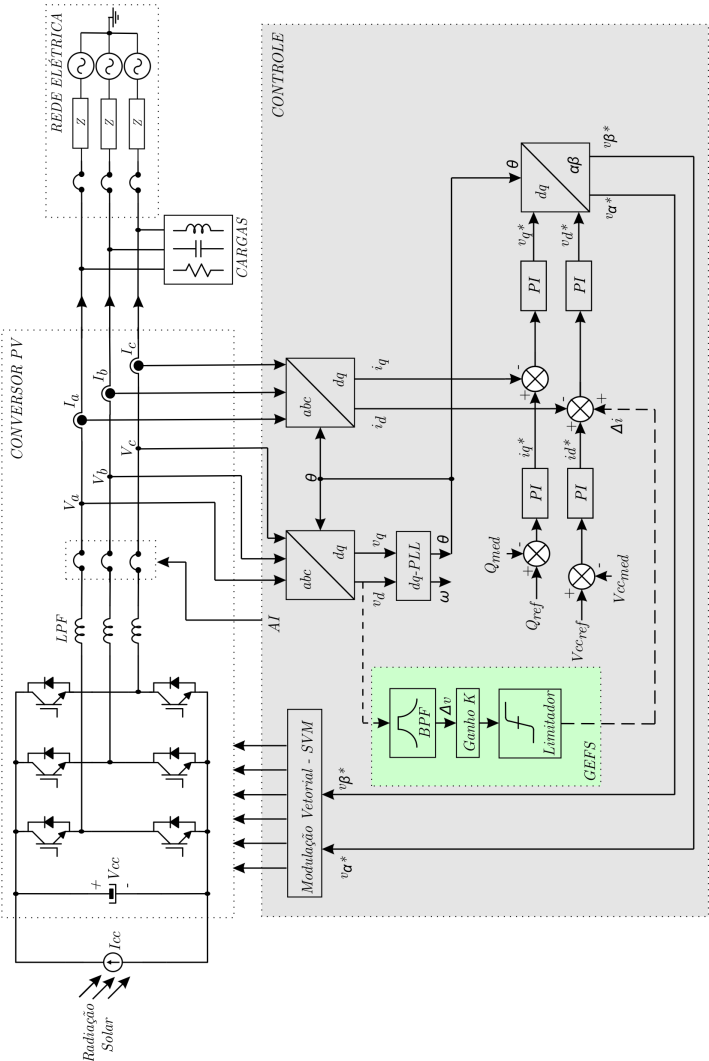 Radiação
Solar
Icc
+
Vcc
-
CONVERSOR PV
LPF
Va
Vb
Vc
Ia
Ib
Ic
REDE ELÉTRICA
Z
Z
Z
CARGAS
CONTROLE
AI
Modulação Vetorial - SVM
vα*
vβ*
abc
dq
θ
abc
dq
vd
vq
dq-PLL
ω
θ
id
iq
BPF
Δv
Ganho K
Limitador
GEFS
Qref
+
-
Qmed
PI
iq*
+
-
PI
vq*
Vccref
+
-
Vccmed
PI
id*
+
-
+
Δi
PI
vd*
θ
dq
αβ
vα*
vβ*